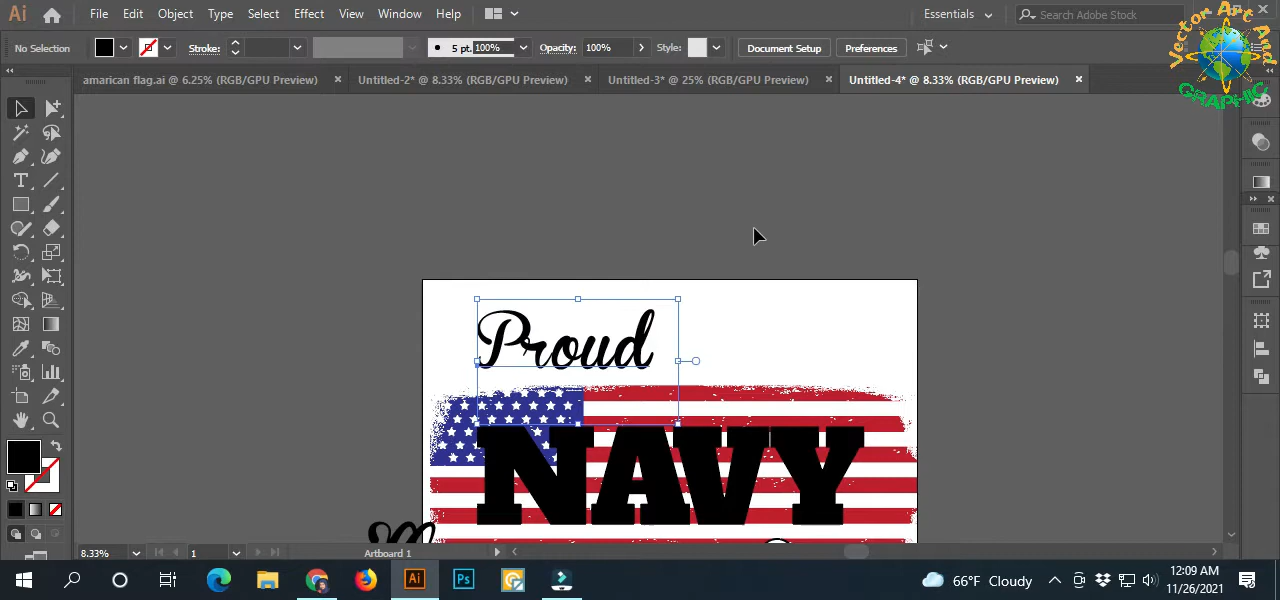 Ai File Edit Object Type Select Effect View Window Help Essentials Search Adobe Stock
No Selection Stroke: 5 pt. 100% Opacity: 100% Style: Document Setup Preferences
amarican flag.ai @ 6.25% (RGB/GPU Preview) × Untitled-2* @ 8.33% (RGB/GPU Preview) × Untitled-3* @ 25% (RGB/GPU Preview) × Untitled-4* @ 8.33% (RGB/GPU Preview) ×
Vector Art And
GRAPHIC
Proud
NAVY
8.33% 1 Artboard 1
Ai Ps 66°F Cloudy 12:09 AM
11/26/2021